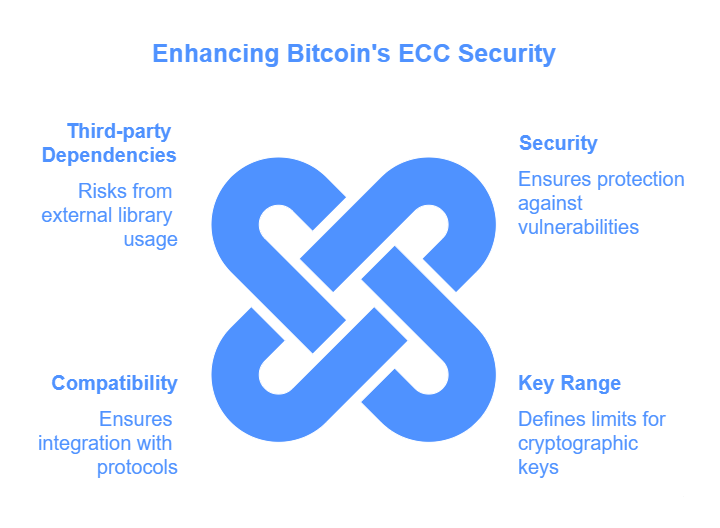 Enhancing Bitcoin's ECC Security
Third-party
Dependencies
Risks from
external library
usage
Security
Ensures protection
against
vulnerabilities
Compatibility
Ensures
integration with
protocols
Key Range
Defines limits for
cryptographic
keys